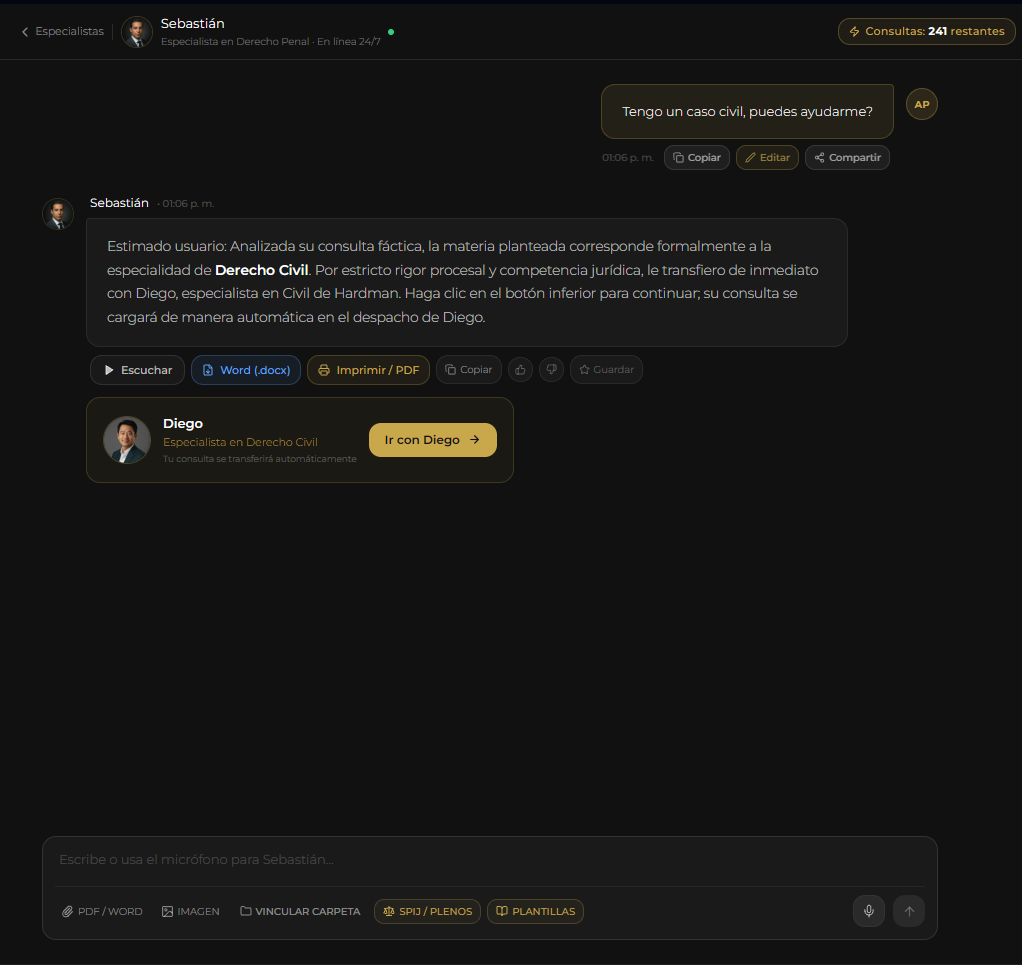 Especialistas
Sebastián
Especialista en Derecho Penal · En línea 24/7
Consultas: 241 restantes
Tengo un caso civil, puedes ayudarme?
AP
01:06 p. m.
Copiar
Editar
Compartir
Sebastián · 01:06 p. m.
Estimado usuario: Analizada su consulta fáctica, la materia planteada corresponde formalmente a la
especialidad de Derecho Civil. Por estricto rigor procesal y competencia jurídica, le transfiero de inmediato
con Diego, especialista en Civil de Hardman. Haga clic en el botón inferior para continuar; su consulta se
cargará de manera automática en el despacho de Diego.
Escuchar
Word (.docx)
Imprimir / PDF
Copiar
Guardar
Diego
Especialista en Derecho Civil
Tu consulta se transferirá automáticamente
Ir con Diego →
Escribe o usa el micrófono para Sebastián...
PDF / WORD
IMAGEN
VINCULAR CARPETA
SPIJ / PLENOS
PLANTILLAS